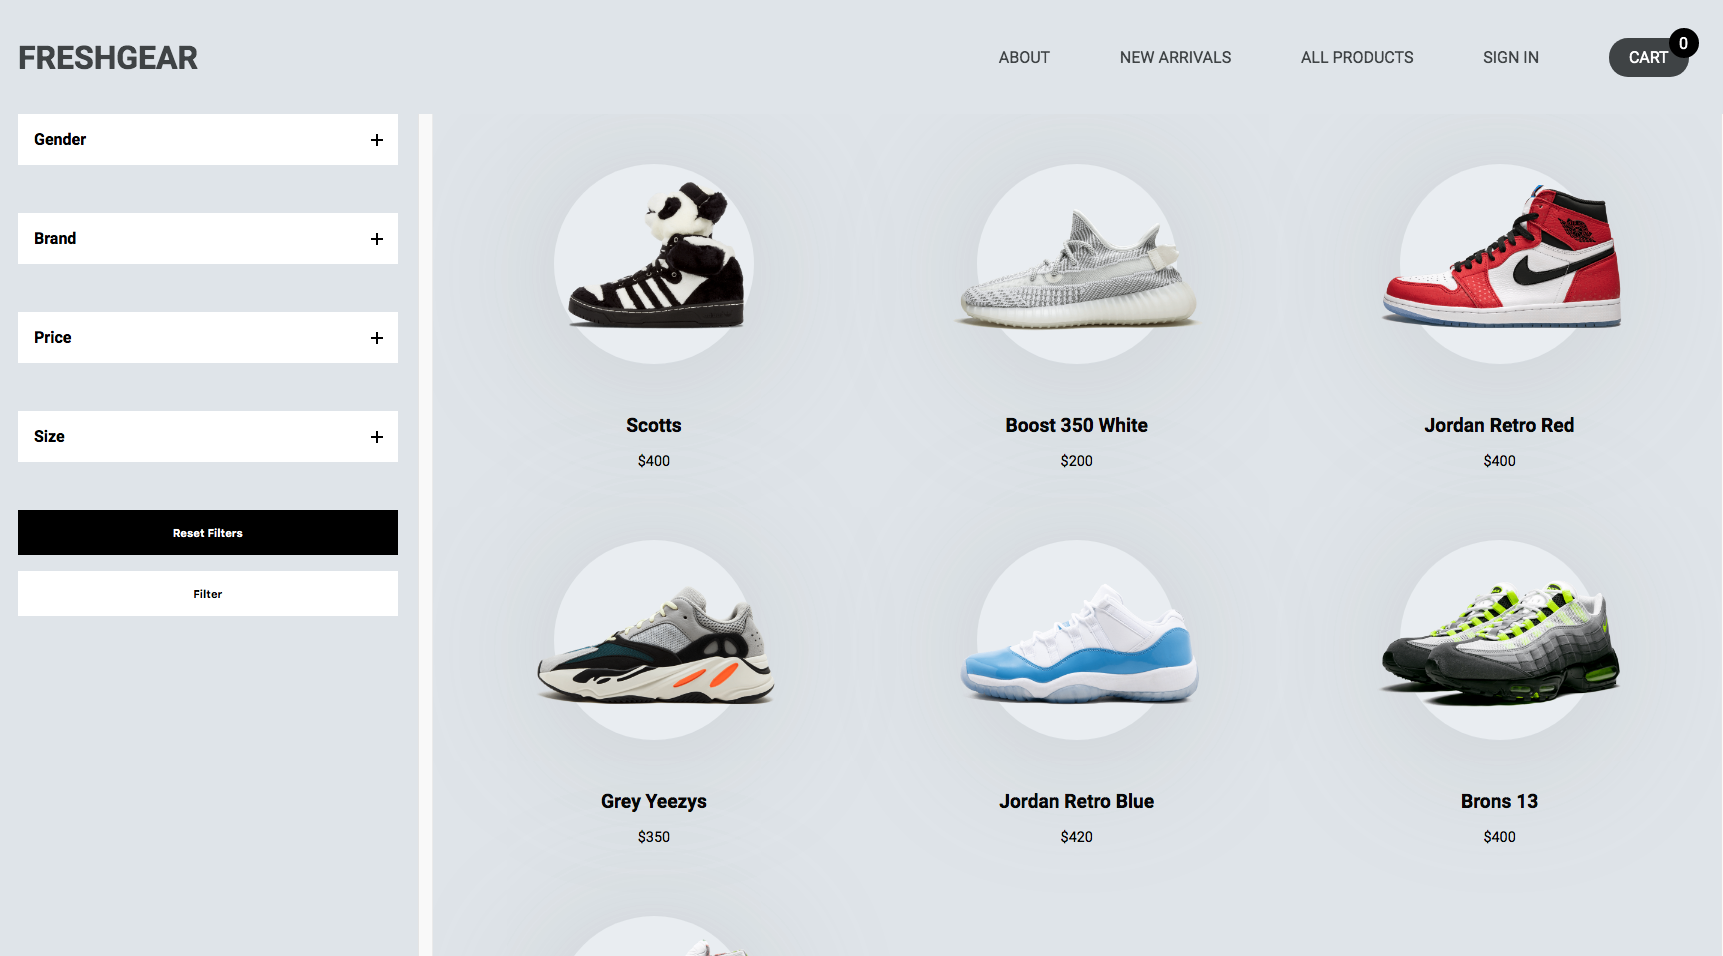 FRESHGEAR
ABOUT
NEW ARRIVALS
ALL PRODUCTS
SIGN IN
CART
0
Gender
Brand
Price
Size
Reset Filters
Filter
Scotts
$400
Boost 350 White
$200
Jordan Retro Red
$400
Grey Yeezys
$350
Jordan Retro Blue
$420
Brons 13
$400